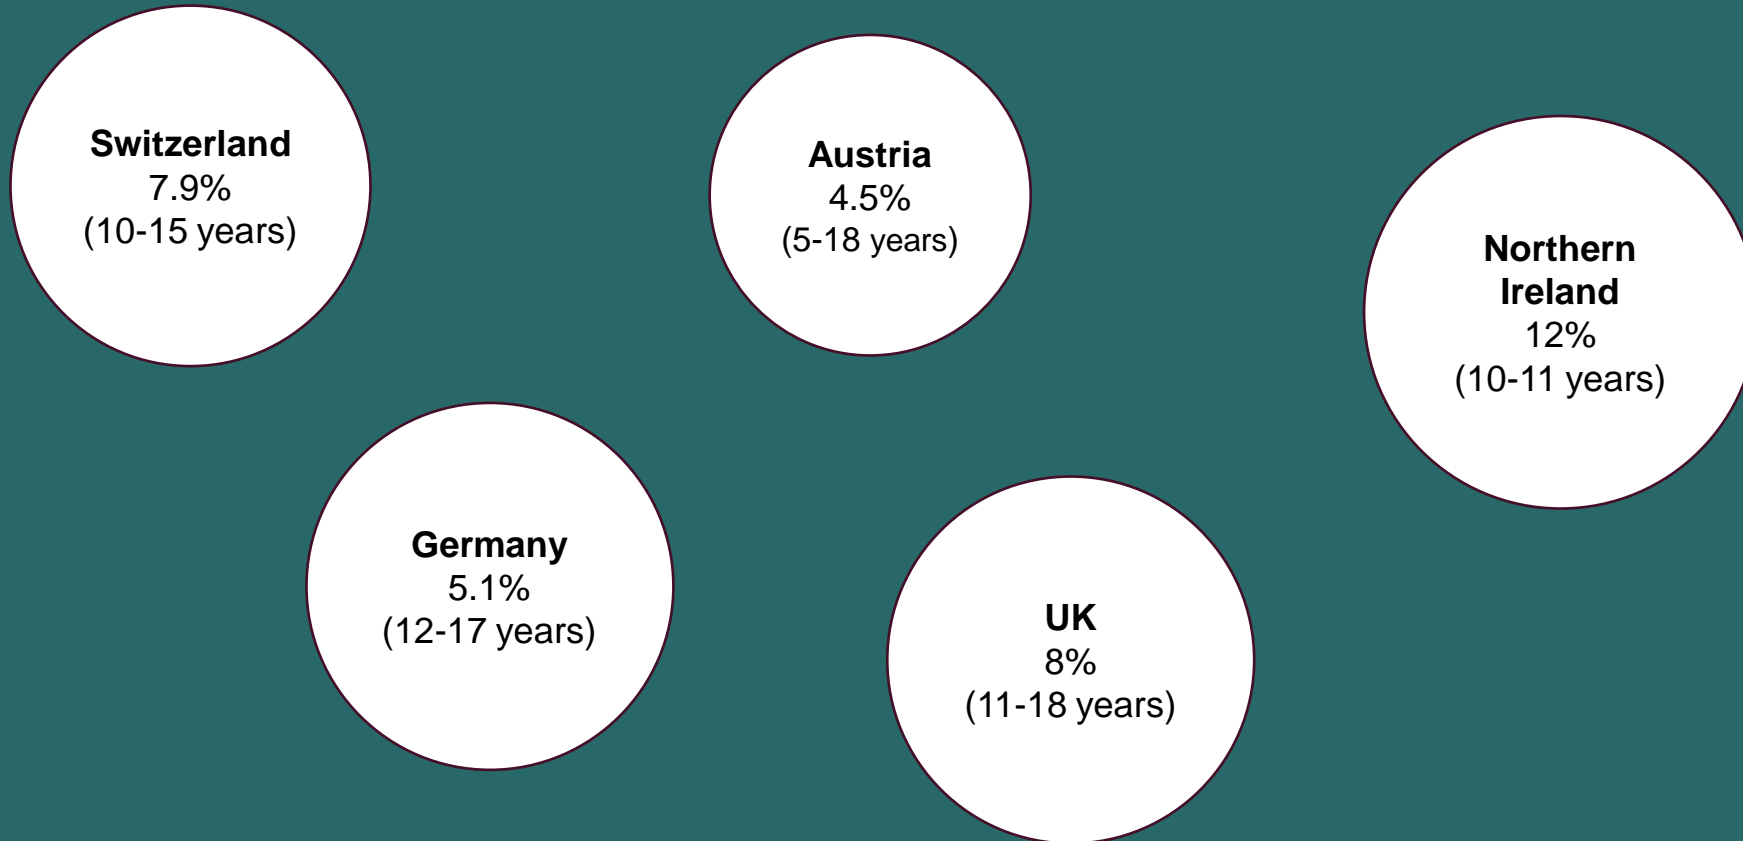 Switzerland
7.9%
(10-15 years)
Austria
4.5%
(5-18 years)
Northern
Ireland
12%
(10-11 years)
Germany
5.1%
(12-17 years)
UK
8%
(11-18 years)